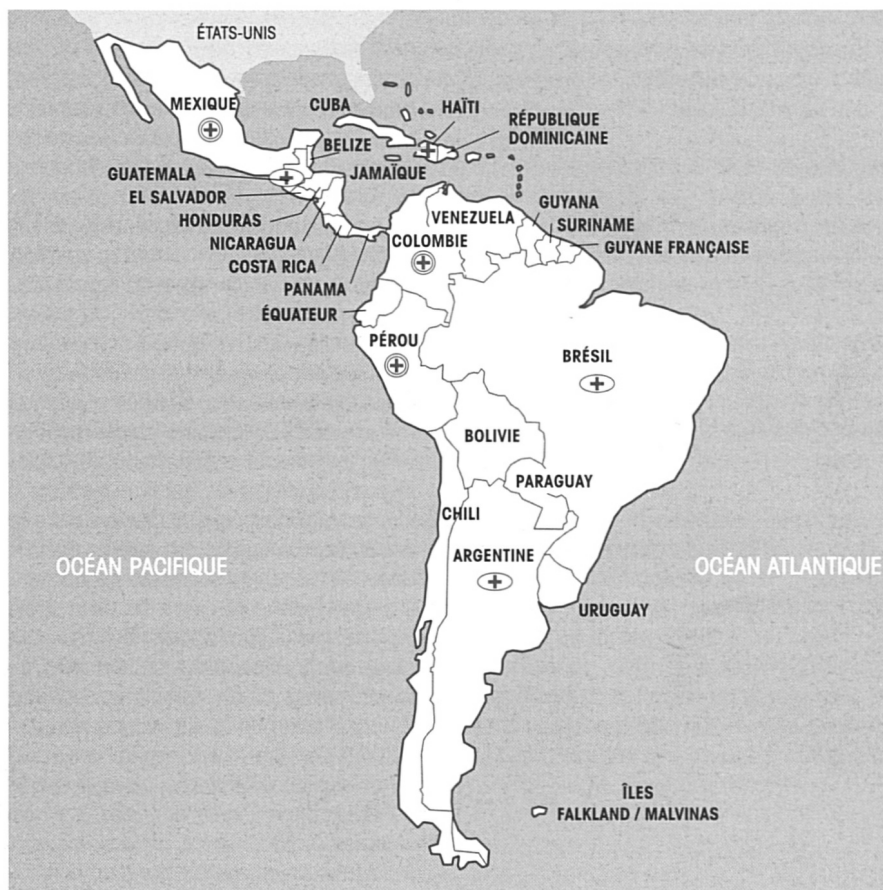 ÉTATS-UNIS
MEXIQUE
CUBA
HAÏTI
RÉPUBLIQUE
DOMINICAINE
BELIZE
JAMAÏQUE
GUATEMALA
EL SALVADOR
HONDURAS
NICARAGUA
COSTA RICA
PANAMA
ÉQUATEUR
VENEZUELA
GUYANA
SURINAME
GUYANE FRANÇAISE
COLOMBIE
PÉROU
BRÉSIL
BOLIVIE
PARAGUAY
CHILI
ARGENTINE
OCÉAN PACIFIQUE
OCÉAN ATLANTIQUE
URUGUAY
ÎLES
FALKLAND / MALVINAS